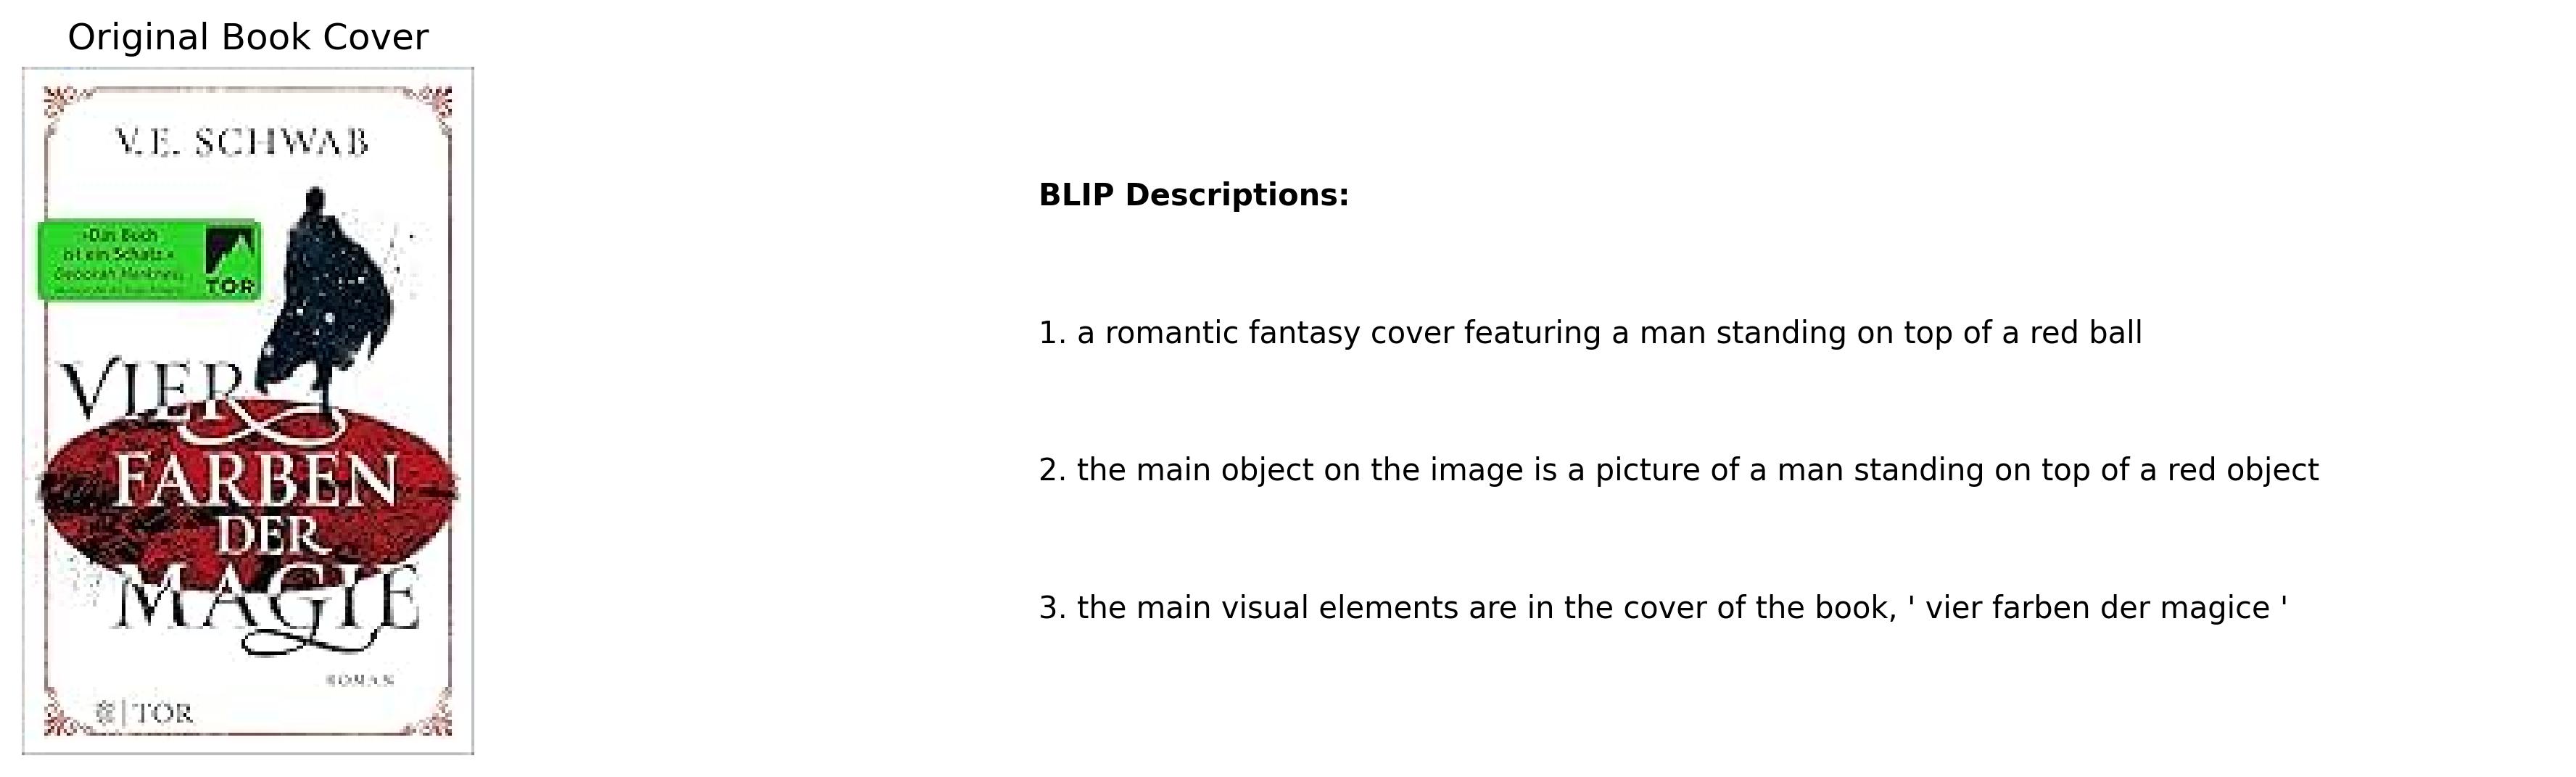 Original Book Cover
V.E. SCHWAB
»Das Buch
ist ein Schatz.«
Deborah Harkness
TOR
VIER
FARBEN
DER
MAGIE
ROMAN
TOR
BLIP Descriptions:
1. a romantic fantasy cover featuring a man standing on top of a red ball
2. the main object on the image is a picture of a man standing on top of a red object
3. the main visual elements are in the cover of the book, ' vier farben der magice '